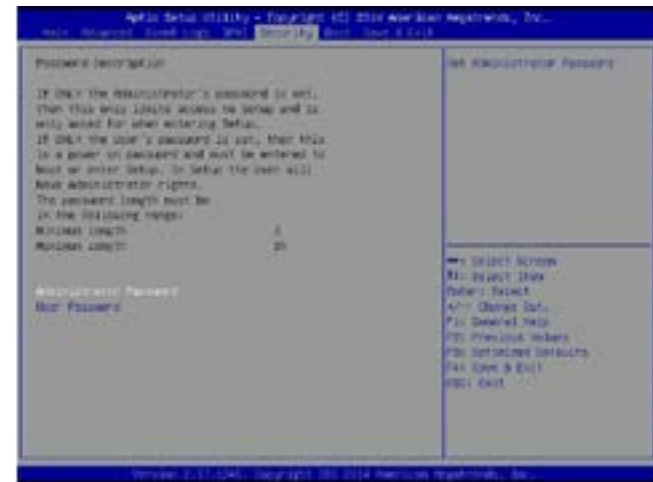 Aptio Setup Utility - Copyright (C) American Megatrends, Inc.
Main Advanced Event Logs IPMI Security Boot Save & Exit
Password Description
If ONLY the Administrator's password is set,
then this only limits access to Setup and is
only asked for when entering Setup.
If ONLY the User's password is set, then this
is a power on password and must be entered to
boot or enter Setup. In Setup the User will
have Administrator rights.
The password length must be
in the following range:
Minimum length 3
Maximum length 20
Administrator Password
User Password
Set Administrator Password
Select Screen
Select Item
Enter: Select
+/-: Change Opt.
F1: General Help
F2: Previous Values
F3: Optimized Defaults
F4: Save & Exit
ESC: Exit
Version 2.17.1249. Copyright (C) 2014 American Megatrends, Inc.